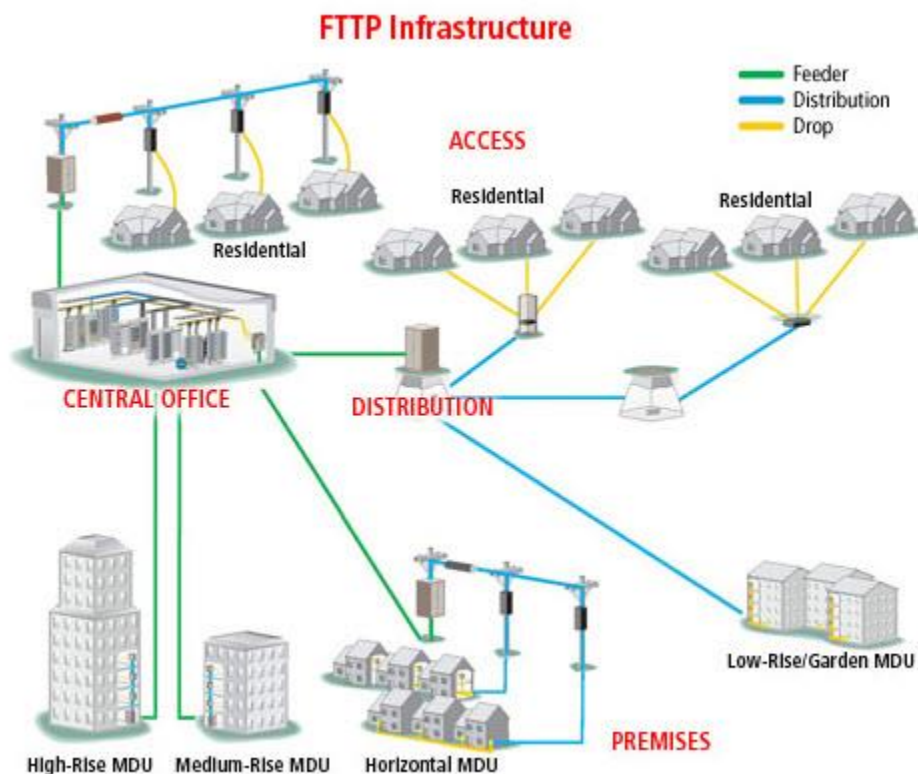 FTTP Infrastructure
Feeder
Distribution
Drop
ACCESS
Residential
Residential
Residential
CENTRAL OFFICE
DISTRIBUTION
Low-Rise/Garden MDU
PREMISES
High-Rise MDU
Medium-Rise MDU
Horizontal MDU